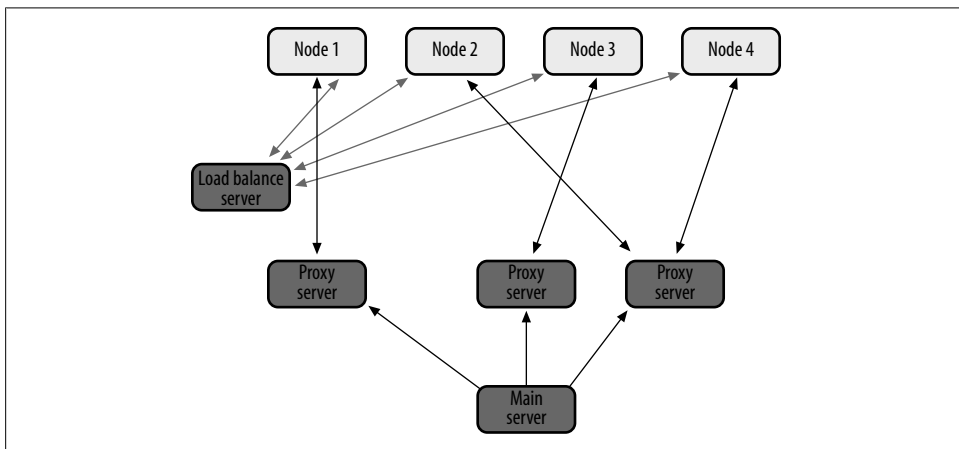 Node 1
Node 2
Node 3
Node 4
Load balance
server
Proxy
server
Proxy
server
Proxy
server
Main
server